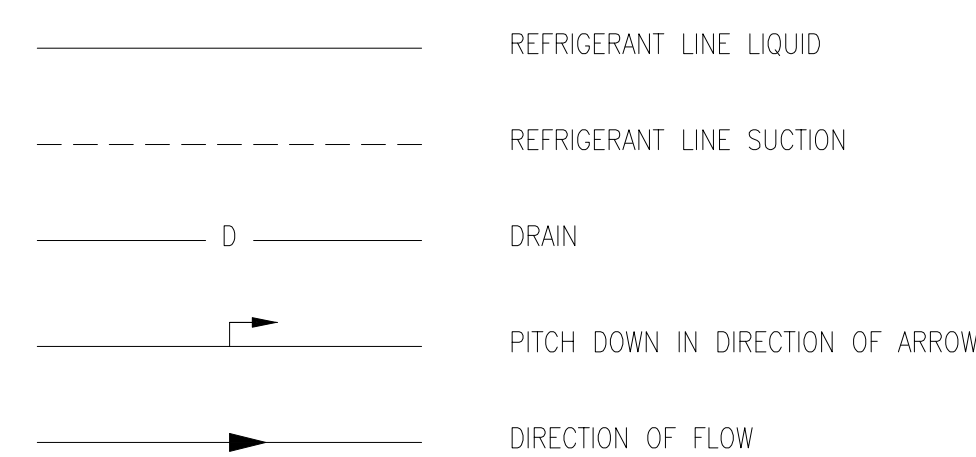 REFRIGERANT LINE LIQUID
REFRIGERANT LINE SUCTION
D DRAIN
PITCH DOWN IN DIRECTION OF ARROW
DIRECTION OF FLOW